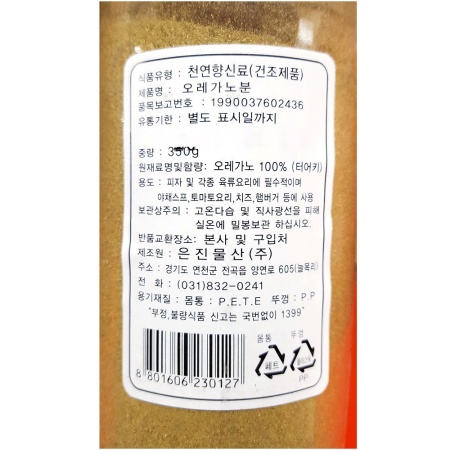 식품유형 : 천연향신료(건조제품)
제품명 : 오레가노분
품목보고번호 : 1990037602436
유통기한 : 별도 표시일까지
중량 : 350g
원재료명및함량: 오레가노 100% (터어키)
용도 : 피자 및 각종 육류요리에 필수적이며
야채스프,토마토요리,치즈,햄버거 등에 사용
보관상주의 : 고온다습 및 직사광선을 피해
실온에 밀봉보관 하십시오.
반품교환장소: 본사 및 구입처
제조원 : 은진물산(주)
주소 : 경기도 연천군 전곡읍 양연로 605(늘목리)
전 화 : (031)832-0241
용기재질 : 몸통 : P.E.T.E 뚜껑 : P.P
"부정,불량식품 신고는 국번없이 1399"
몸통 뚜껑
페트
PP
8 801606 230127